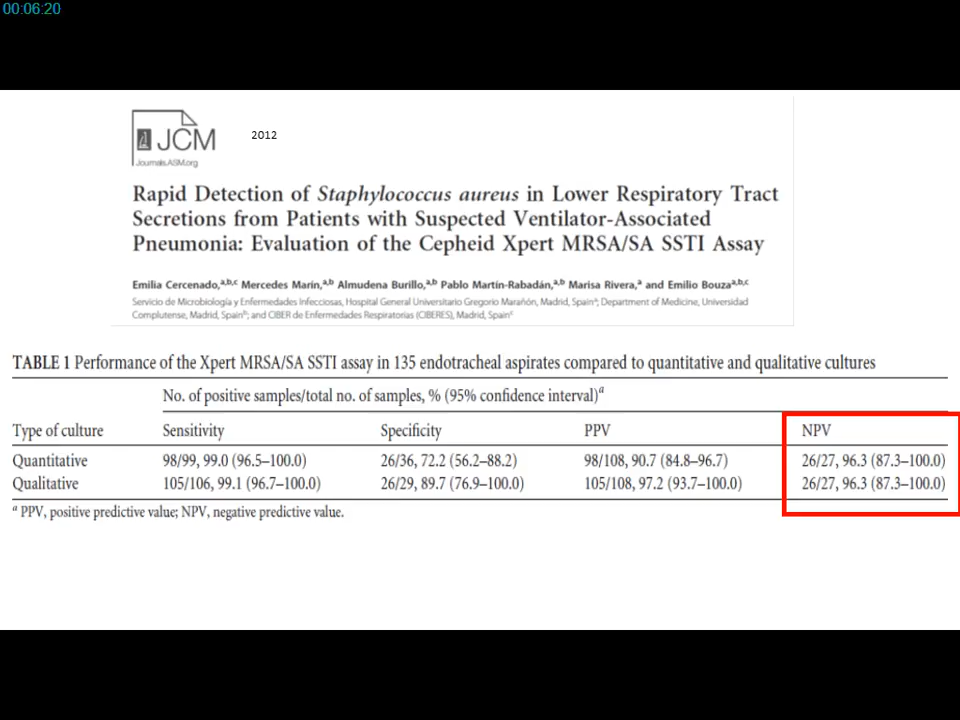 00:06:20
JCM
Journals.ASM.org
2012
Rapid Detection of Staphylococcus aureus in Lower Respiratory Tract
Secretions from Patients with Suspected Ventilator-Associated
Pneumonia: Evaluation of the Cepheid Xpert MRSA/SA SSTI Assay
Emilia Cercenado,a,b,c Mercedes Marín,a,b Almudena Burillo,a,b Pablo Martín-Rabadán,a,b Marisa Rivera,a and Emilio Bouzaa,b,c
Servicio de Microbiología y Enfermedades Infecciosas, Hospital General Universitario Gregorio Marañón, Madrid, Spaina; Department of Medicine, Universidad
Complutense, Madrid, Spainb; and CIBER de Enfermedades Respiratorias (CIBERES), Madrid, Spainc
TABLE 1 Performance of the Xpert MRSA/SA SSTI assay in 135 endotracheal aspirates compared to quantitative and qualitative cultures
No. of positive samples/total no. of samples, % (95% confidence interval)a
Type of culture Sensitivity Specificity PPV NPV
Quantitative 98/99, 99.0 (96.5–100.0) 26/36, 72.2 (56.2–88.2) 98/108, 90.7 (84.8–96.7) 26/27, 96.3 (87.3–100.0)
Qualitative 105/106, 99.1 (96.7–100.0) 26/29, 89.7 (76.9–100.0) 105/108, 97.2 (93.7–100.0) 26/27, 96.3 (87.3–100.0)
a PPV, positive predictive value; NPV, negative predictive value.